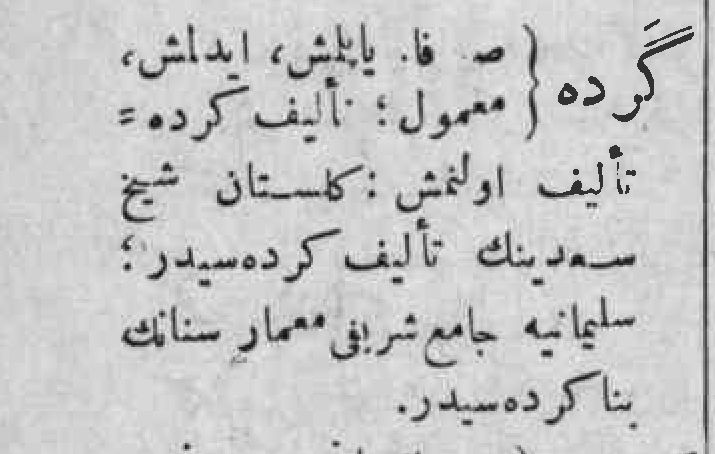 گَرده { ص. فا. یاپلمش، ایدلمش،
معمول؛ تألیف کرده =
تألیف اولنمش : کلستان شیخ
سعدینك تألیف کرده‌سیدر؛
سلیمانیه جامع شریفی معمار سنانك
بنا کرده‌سیدر.